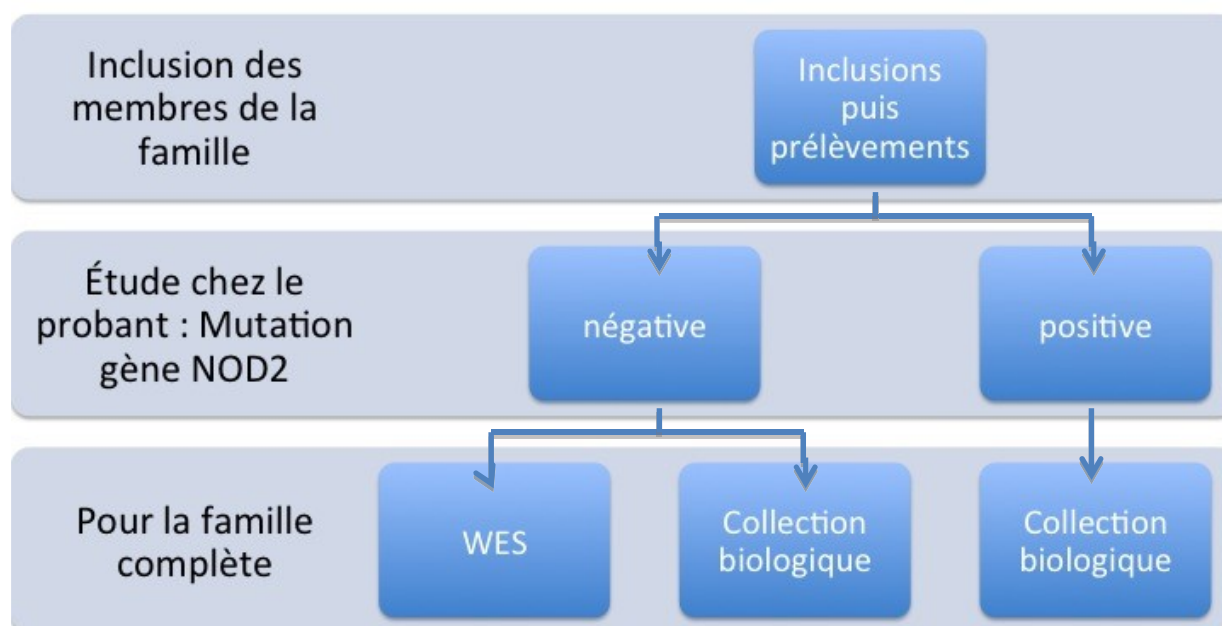 Inclusion des
membres de la
famille
Inclusions
puis
prélèvements
Étude chez le
probant : Mutation
gène NOD2
négative
positive
Pour la famille
complète
WES
Collection
biologique
Collection
biologique